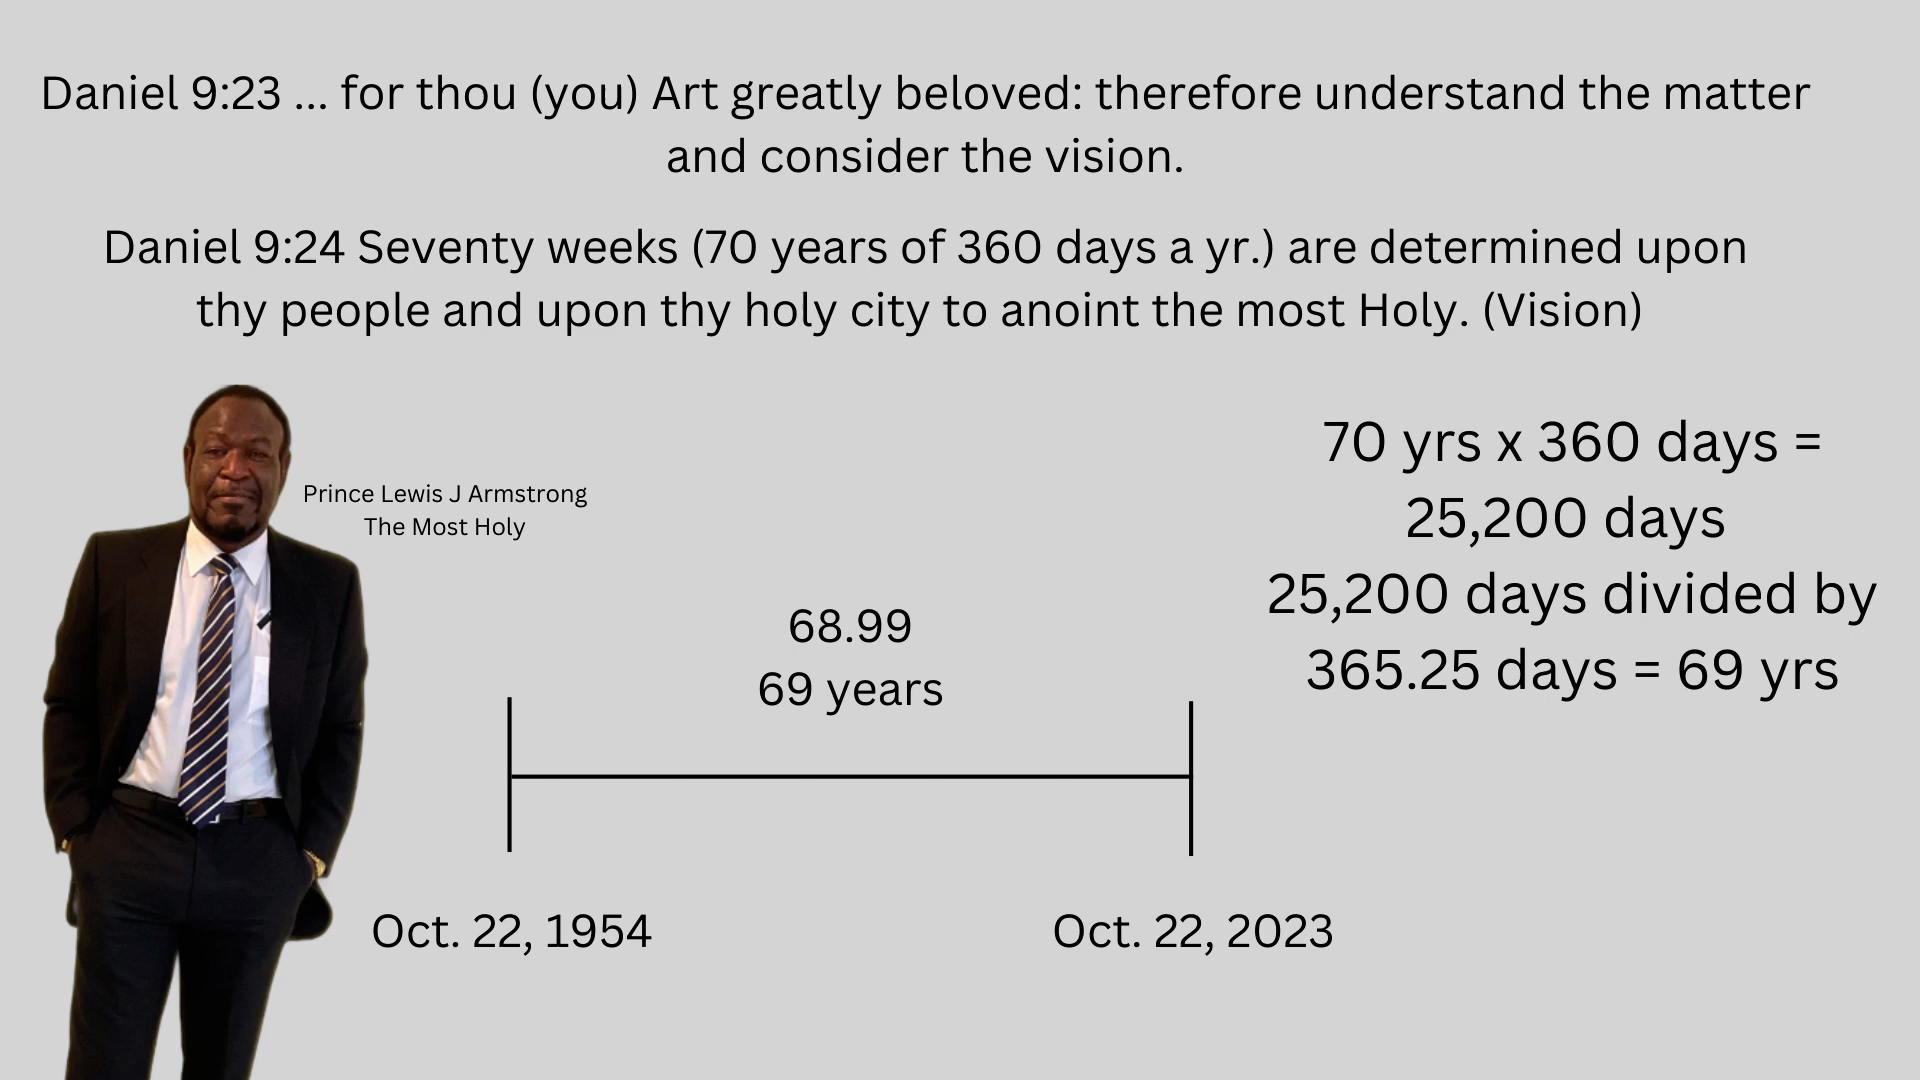 Daniel 9:23 ... for thou (you) Art greatly beloved: therefore understand the matter
and consider the vision.
Daniel 9:24 Seventy weeks (70 years of 360 days a yr.) are determined upon
thy people and upon thy holy city to anoint the most Holy. (Vision)
Prince Lewis J Armstrong
The Most Holy
70 yrs x 360 days =
25,200 days
25,200 days divided by
365.25 days = 69 yrs
68.99
69 years
Oct. 22, 1954
Oct. 22, 2023